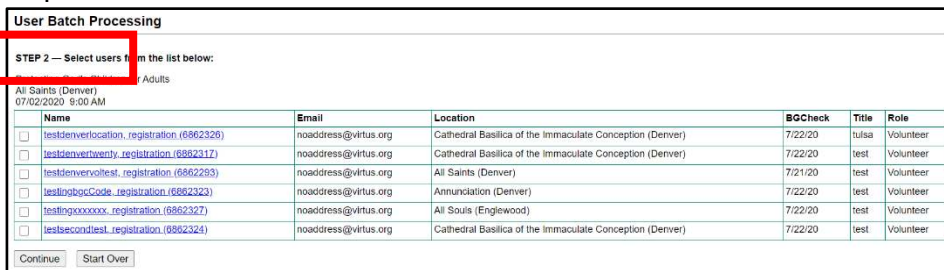 User Batch Processing
STEP 2 — Select users from the list below:
Adults
All Saints (Denver)
07/02/2020 9:00 AM
Name Email Location BGCheck Title Role
testdenverlocation, registration (6862326) noaddress@virtus.org Cathedral Basilica of the Immaculate Conception (Denver) 7/22/20 tulsa Volunteer
testdenvertwenty, registration (6862317) noaddress@virtus.org Cathedral Basilica of the Immaculate Conception (Denver) 7/22/20 test Volunteer
testdenvervoltest, registration (6862293) noaddress@virtus.org All Saints (Denver) 7/21/20 test Volunteer
testingbgcCode, registration (6862323) noaddress@virtus.org Annunciation (Denver) 7/22/20 test Volunteer
testingxxxxxxx, registration (6862327) noaddress@virtus.org All Souls (Englewood) 7/22/20 test Volunteer
testsecondtest, registration (6862324) noaddress@virtus.org Cathedral Basilica of the Immaculate Conception (Denver) 7/22/20 test Volunteer
Continue Start Over